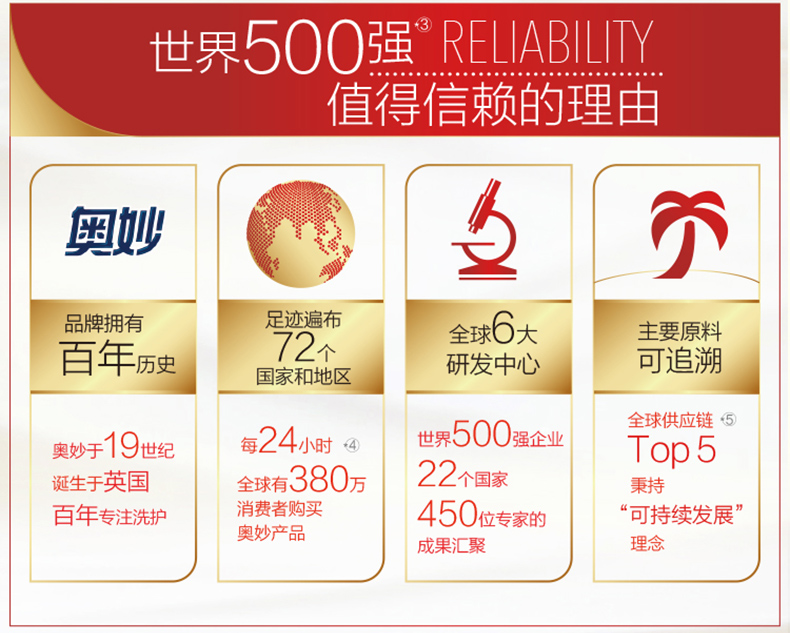 世界500强*③ RELIABILITY
值得信赖的理由
奥妙
品牌拥有
百年历史
奥妙于19世纪
诞生于英国
百年专注洗护
足迹遍布
72个
国家和地区
每24小时 *④
全球有380万
消费者购买
奥妙产品
全球6大
研发中心
世界500强企业
22个国家
450位专家的
成果汇聚
主要原料
可追溯
全球供应链 *⑤
Top 5
秉持
“可持续发展”
理念